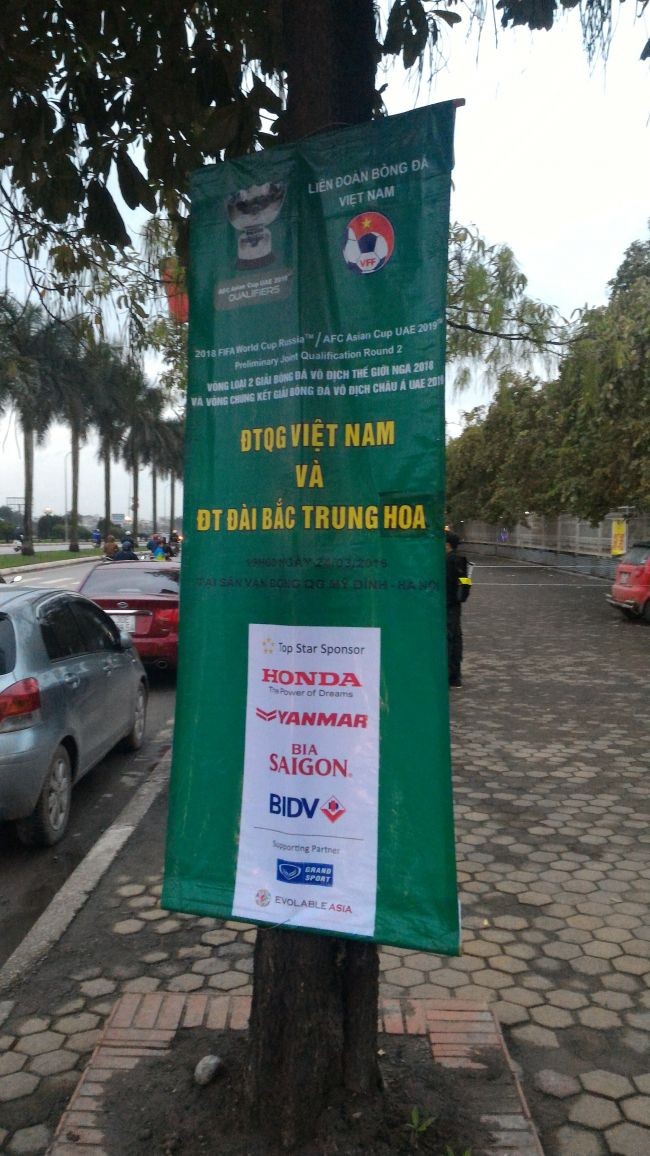 LIÊN ĐOÀN BÓNG ĐÁ
VIỆT NAM
VFF
AFC Asian Cup UAE 2019
QUALIFIERS
2018 FIFA World Cup Russia™ / AFC Asian Cup UAE 2019™
Preliminary Joint Qualification Round 2
VÒNG LOẠI 2 GIẢI BÓNG ĐÁ VÔ ĐỊCH THẾ GIỚI NGA 2018
VÀ VÒNG CHUNG KẾT GIẢI BÓNG ĐÁ VÔ ĐỊCH CHÂU Á UAE 2019
ĐTQG VIỆT NAM
VÀ
ĐT ĐÀI BẮC TRUNG HOA
NGÀY 24/03/2016
TẠI SÂN VẬN ĐỘNG QG MỸ ĐÌNH - HÀ NỘI
Top Star Sponsor
HONDA
The Power of Dreams
YANMAR
BIA
SAIGON
BIDV
Supporting Partner
GRAND
SPORT
EVOLABLE ASIA